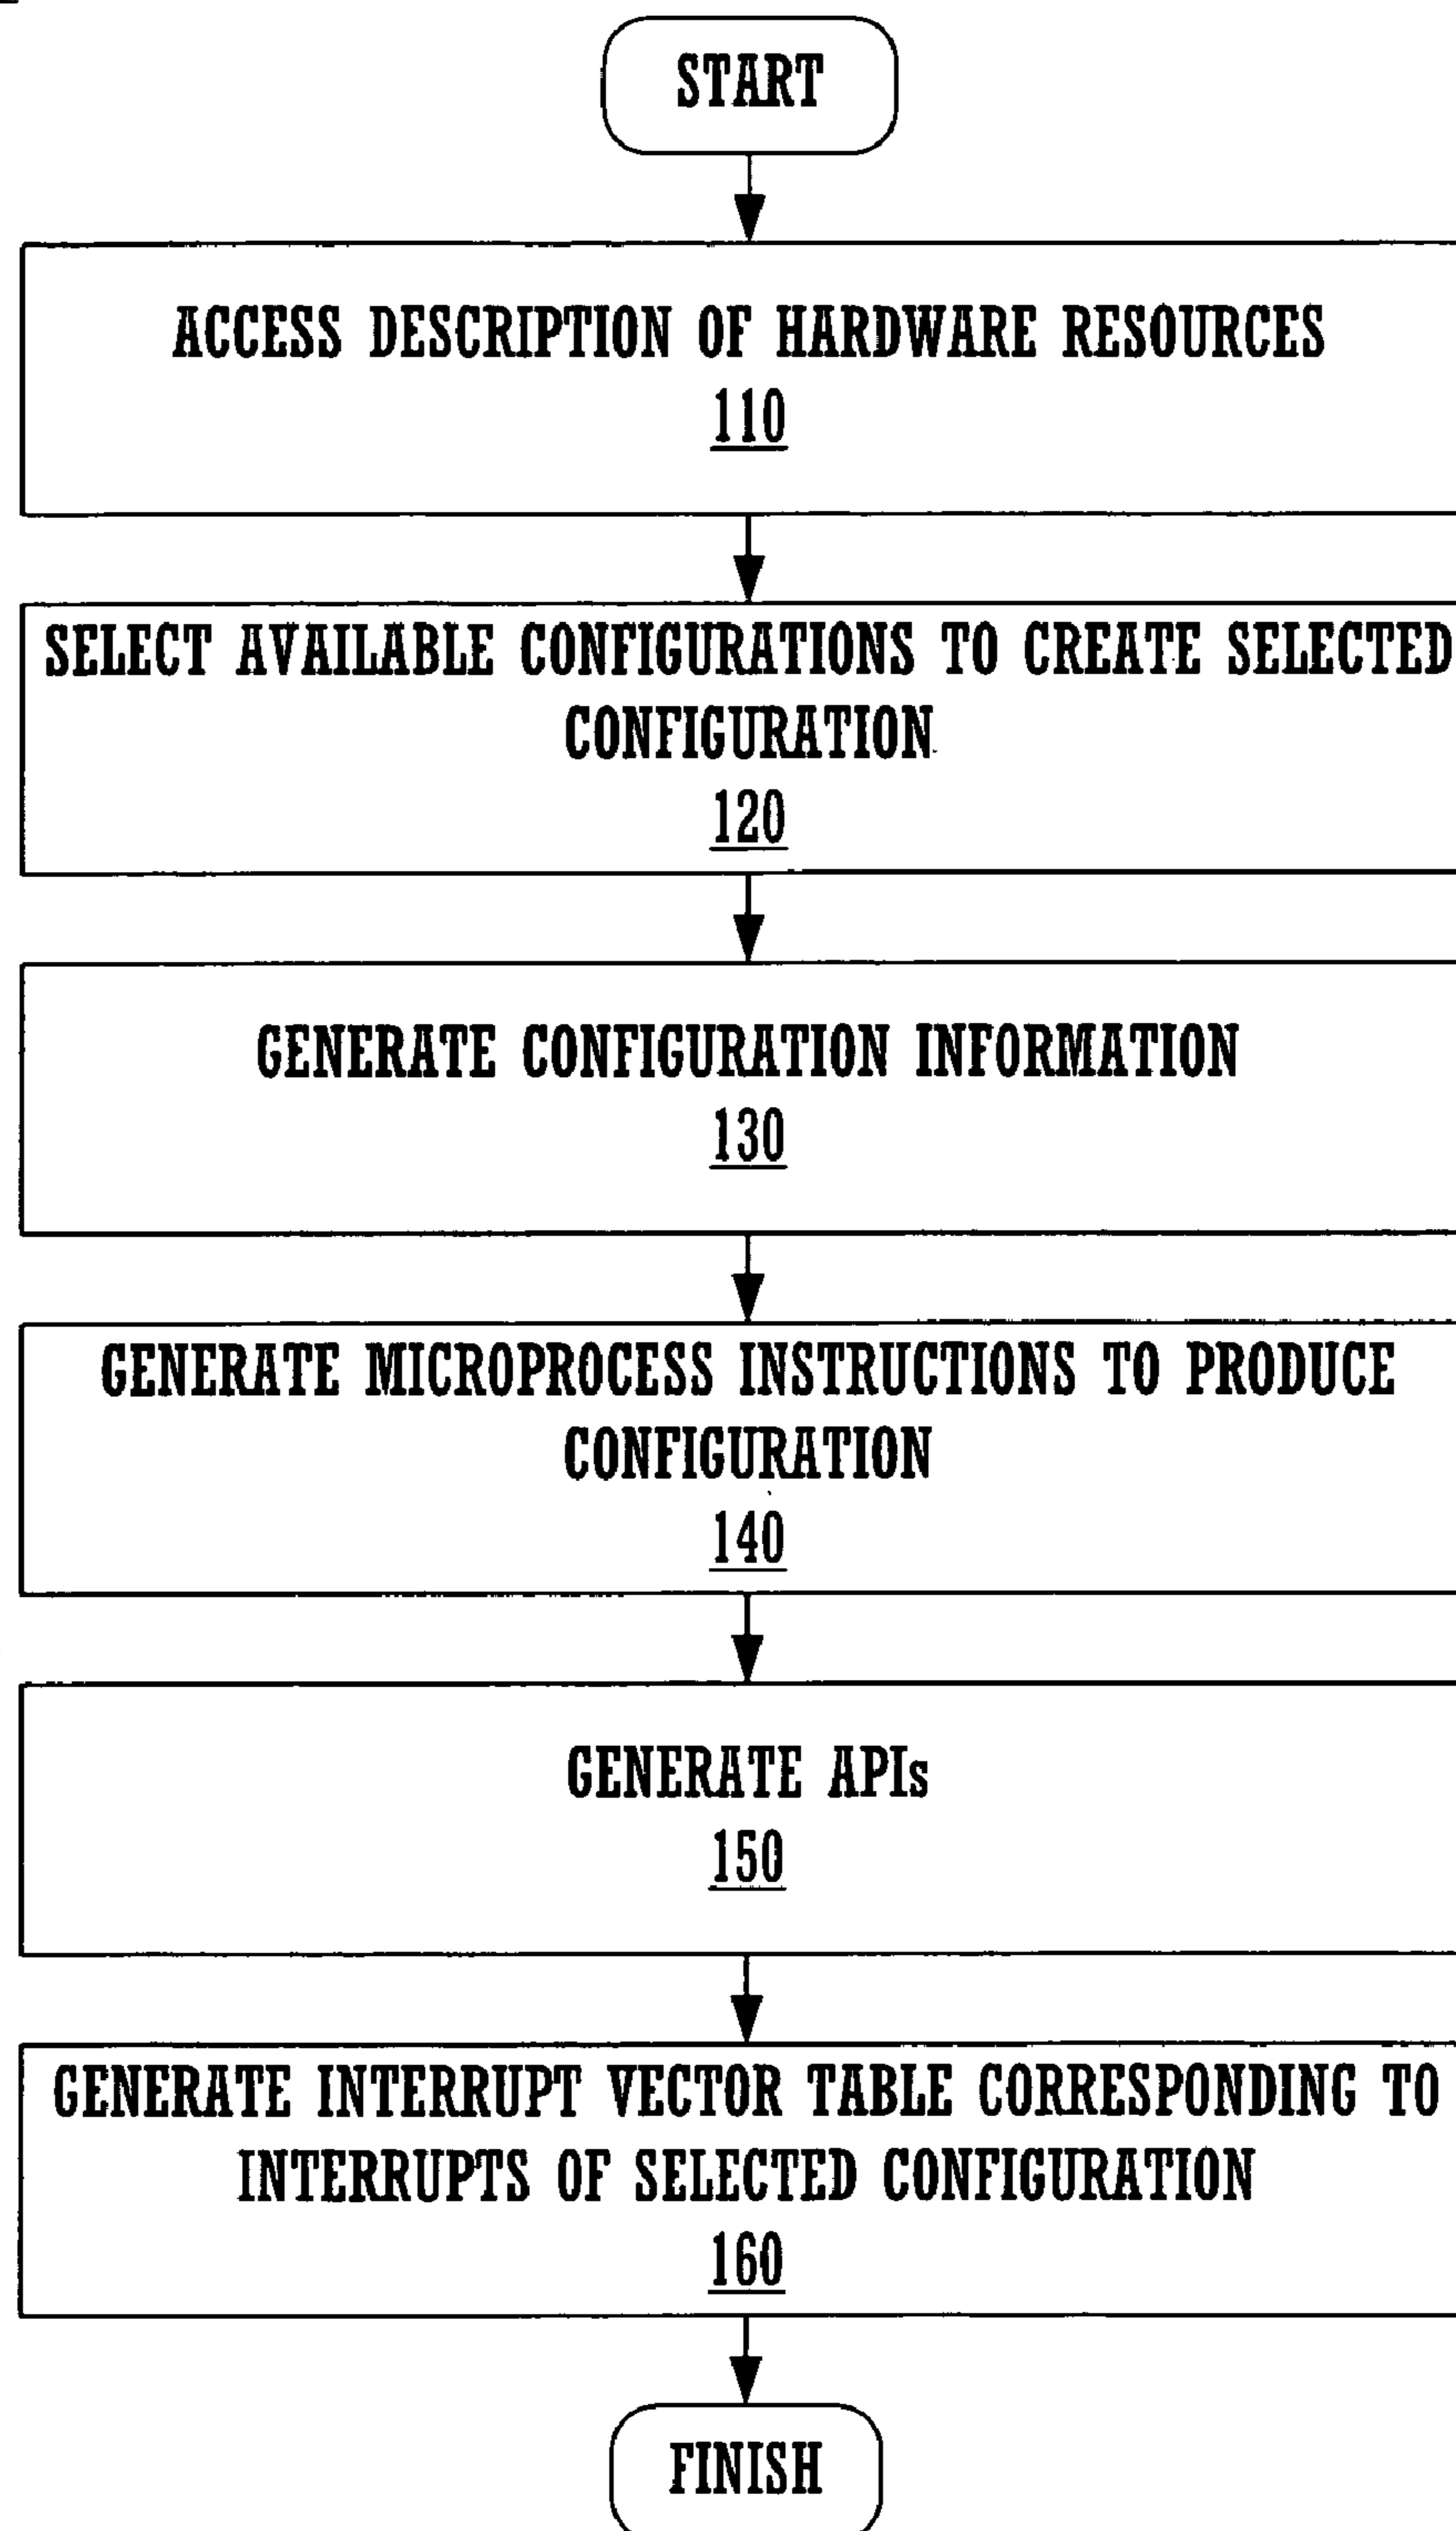 START
ACCESS DESCRIPTION OF HARDWARE RESOURCES
110
SELECT AVAILABLE CONFIGURATIONS TO CREATE SELECTED
CONFIGURATION
120
GENERATE CONFIGURATION INFORMATION
130
GENERATE MICROPROCESS INSTRUCTIONS TO PRODUCE
CONFIGURATION
140
GENERATE APIs
150
GENERATE INTERRUPT VECTOR TABLE CORRESPONDING TO
INTERRUPTS OF SELECTED CONFIGURATION
160
FINISH